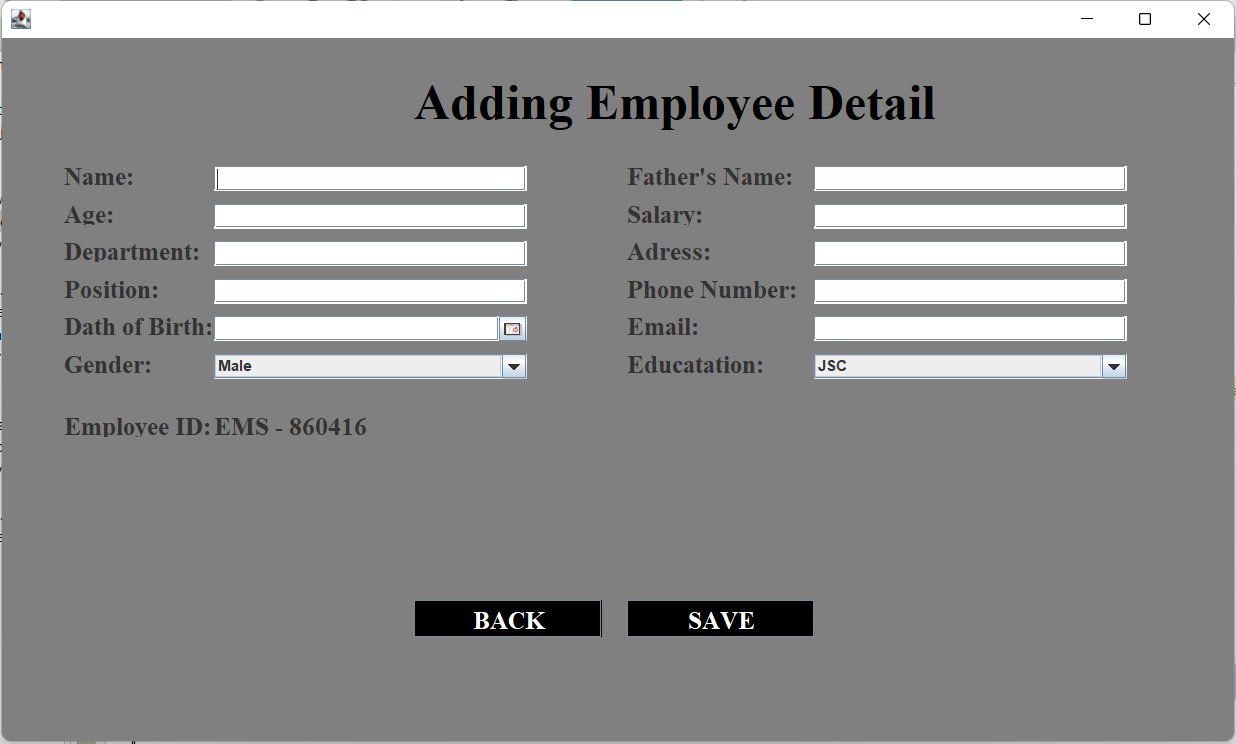 Adding Employee Detail
Name:
Father's Name:
Age:
Salary:
Department:
Adress:
Position:
Phone Number:
Dath of Birth:
Email:
Gender: Male
Educatation: JSC
Employee ID: EMS - 860416
BACK
SAVE